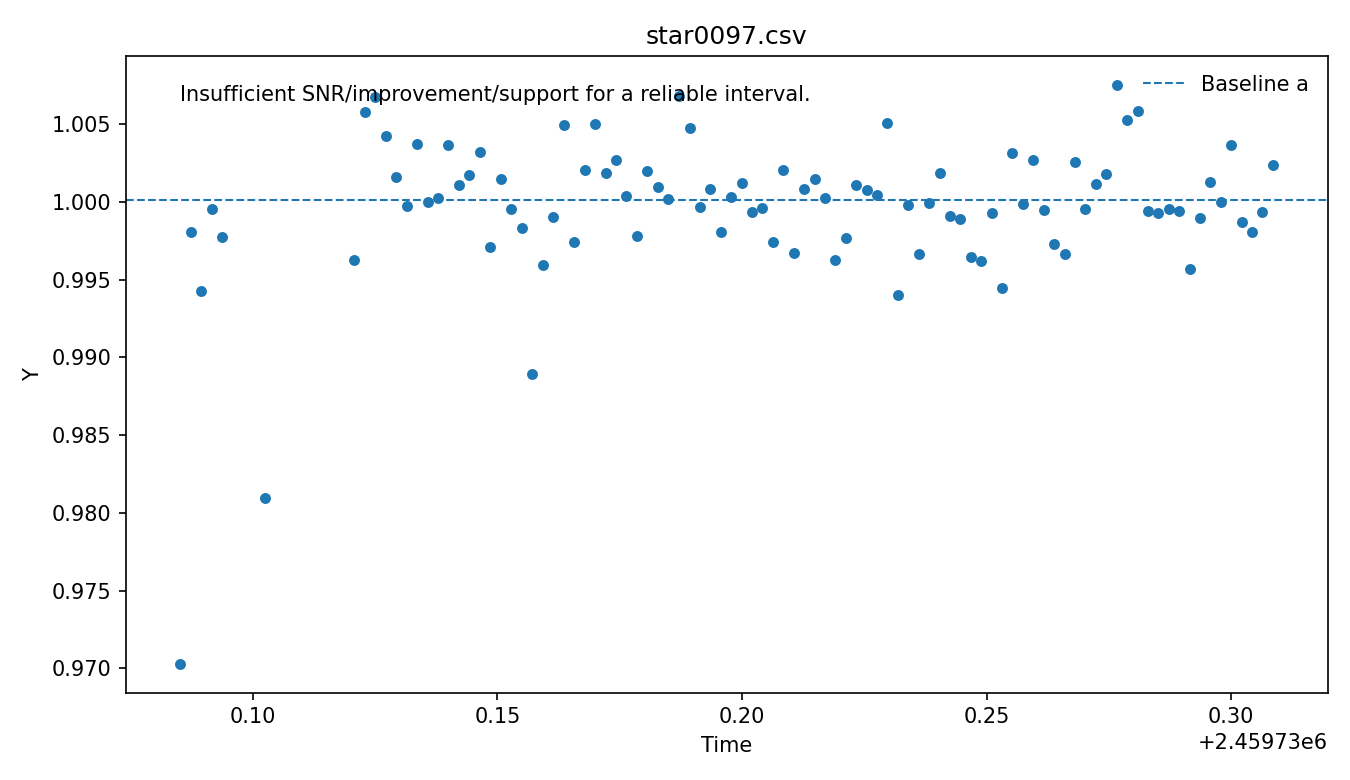 star0097.csv
Insufficient SNR/improvement/support for a reliable interval.
Baseline a
1.005
1.000
0.995
0.990
0.985
0.980
0.975
0.970
Y
0.10 0.15 0.20 0.25 0.30
Time
+2.45973e6